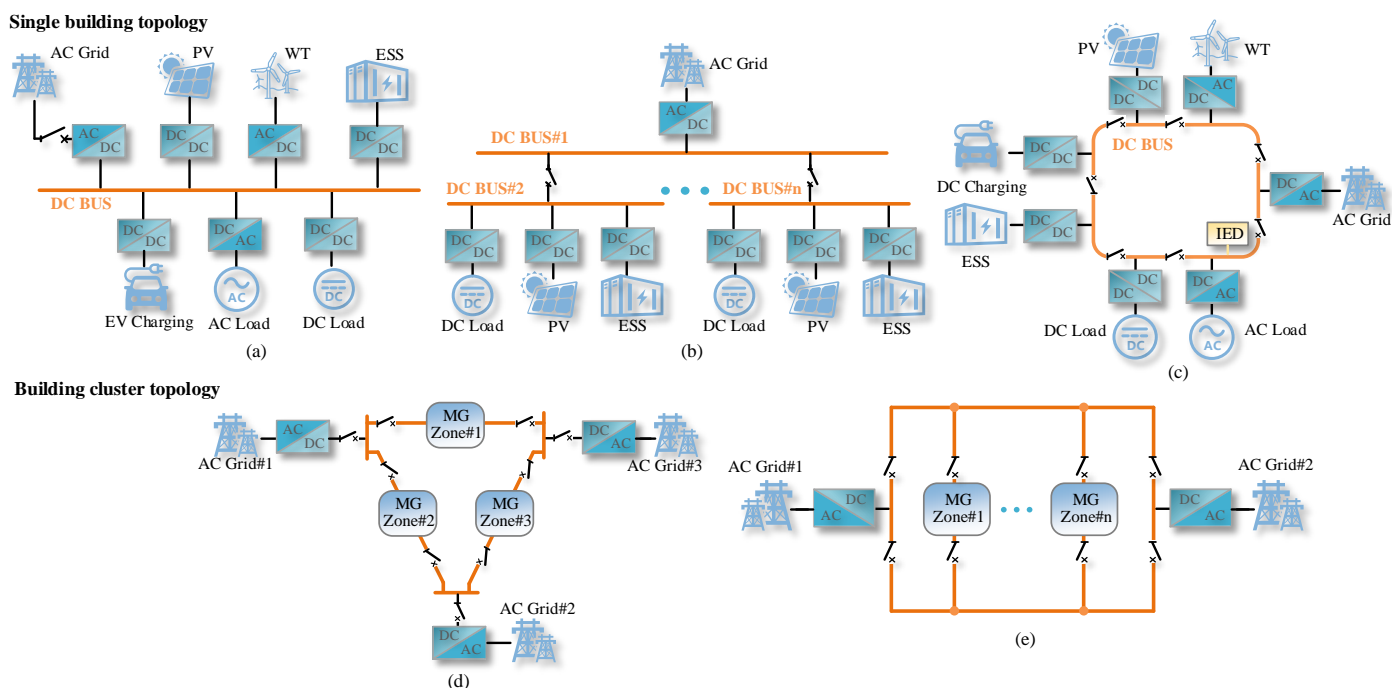 Single building topology
AC Grid
PV
WT
ESS
AC
DC
DC
DC
AC
DC
DC
DC
DC BUS
DC
DC
DC
AC
DC
DC
AC
DC
EV Charging
AC Load
DC Load
(a)
AC Grid
AC
DC
DC BUS#1
DC BUS#2
DC BUS#n
DC
DC
DC
DC
DC
DC
DC
DC
DC
DC
DC
DC
DC
DC
DC Load
PV
ESS
DC Load
PV
ESS
(b)
PV
WT
DC
DC
AC
DC
DC BUS
DC
DC
DC Charging
DC
AC
AC Grid
DC
DC
ESS
IED
DC
DC
DC
AC
DC Load
DC
AC
AC Load
(c)
Building cluster topology
AC
DC
AC Grid#1
MG
Zone#1
DC
AC
AC Grid#3
MG
Zone#2
MG
Zone#3
DC
AC
AC Grid#2
(d)
AC Grid#1
DC
AC
MG
Zone#1
MG
Zone#n
DC
AC
AC Grid#2
(e)